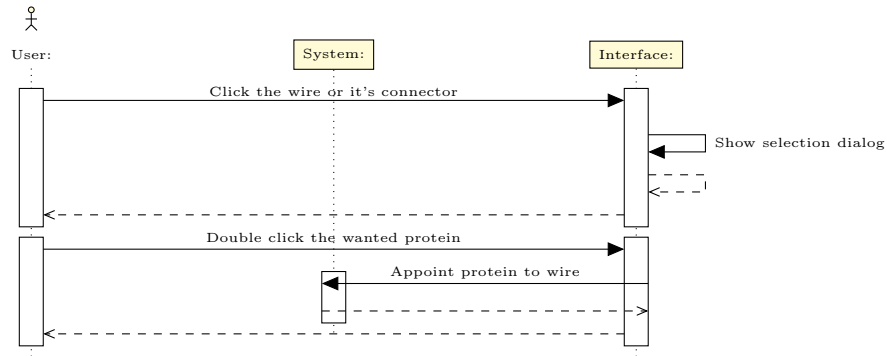 User:
System:
Interface:
Click the wire or it's connector
Show selection dialog
Double click the wanted protein
Appoint protein to wire